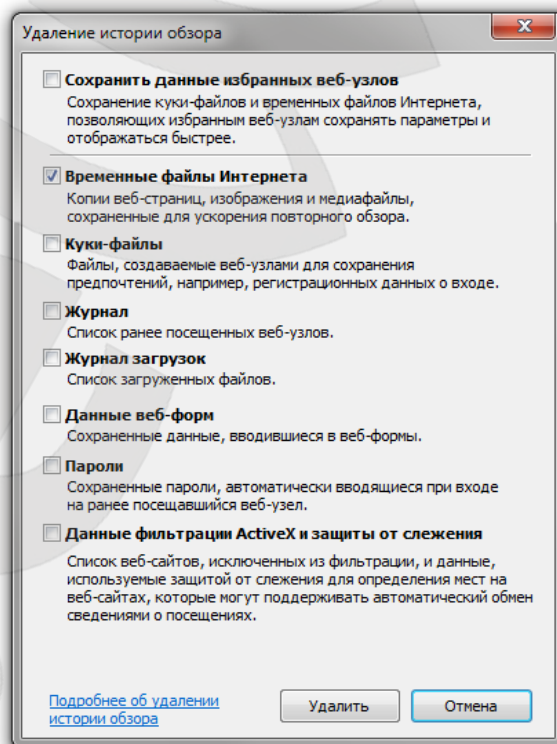 Удаление истории обзора
Сохранить данные избранных веб-узлов
Сохранение куки-файлов и временных файлов Интернета,
позволяющих избранным веб-узлам сохранять параметры и
отображаться быстрее.
Временные файлы Интернета
Копии веб-страниц, изображения и медиафайлы,
сохраненные для ускорения повторного обзора.
Куки-файлы
Файлы, создаваемые веб-узлами для сохранения
предпочтений, например, регистрационных данных о входе.
Журнал
Список ранее посещенных веб-узлов.
Журнал загрузок
Список загруженных файлов.
Данные веб-форм
Сохраненные данные, вводившиеся в веб-формы.
Пароли
Сохраненные пароли, автоматически вводящиеся при входе
на ранее посещавшийся веб-узел.
Данные фильтрации ActiveX и защиты от слежения
Список веб-сайтов, исключенных из фильтрации, и данные,
используемые защитой от слежения для определения мест на
веб-сайтах, которые могут поддерживать автоматический обмен
сведениями о посещениях.
Подробнее об удалении
истории обзора
Удалить
Отмена